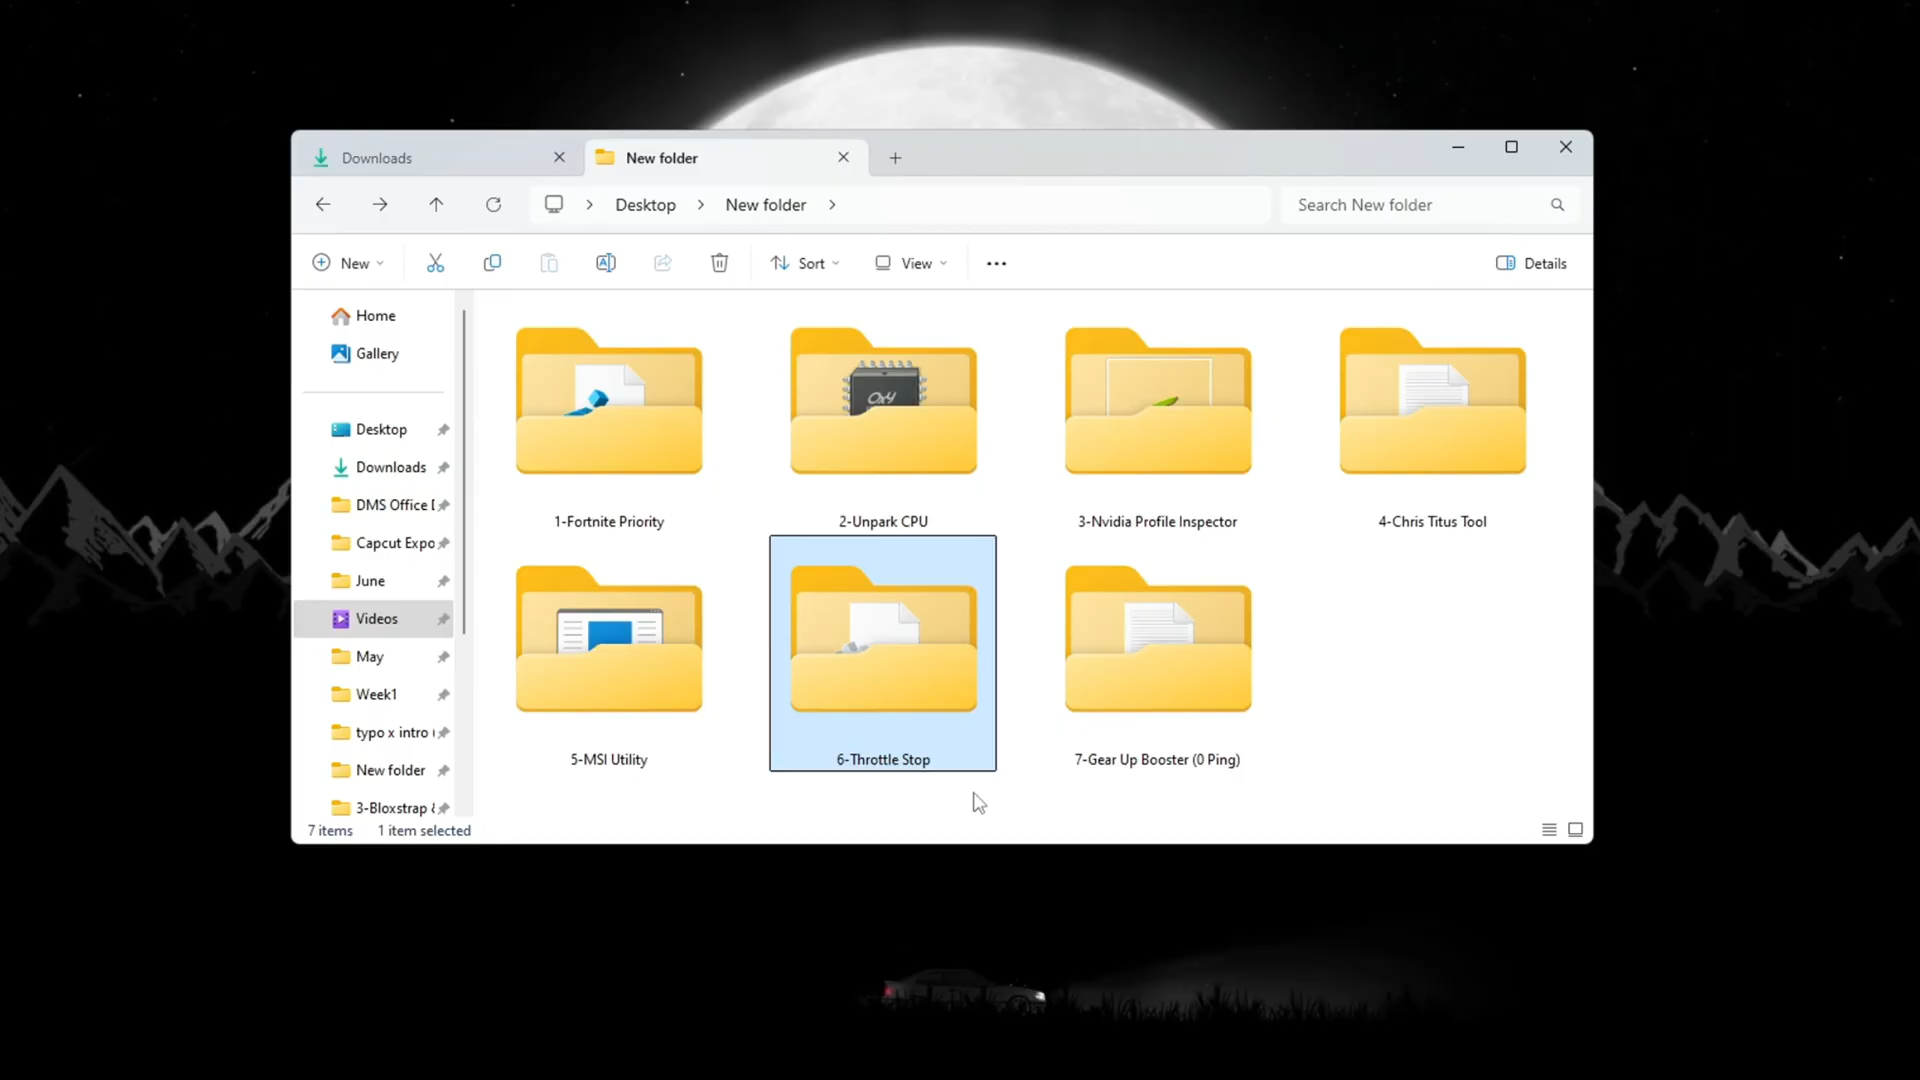 Downloads
New folder
Desktop
New folder
Search New folder
New
Sort
View
Details
Home
Gallery
Desktop
Downloads
DMS Office
Capcut Expo
June
Videos
May
Week1
typo x intro
New folder
3-Bloxstrap
OXY
1-Fortnite Priority
2-Unpark CPU
3-Nvidia Profile Inspector
4-Chris Titus Tool
5-MSI Utility
6-Throttle Stop
7-Gear Up Booster (0 Ping)
7 items
1 item selected